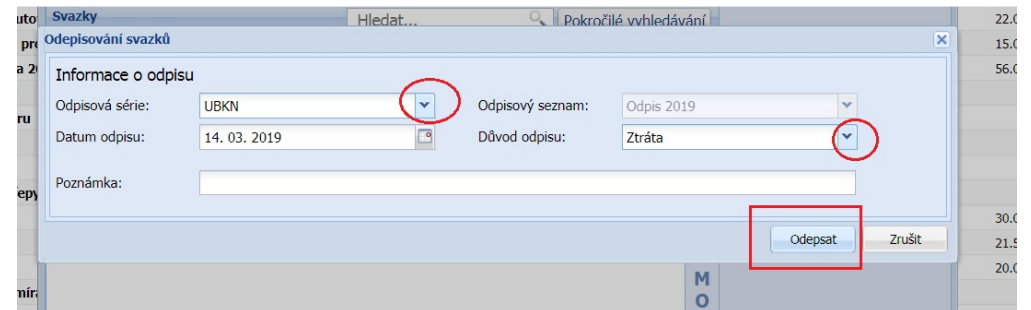 Svazky Hledat... Pokročilé vyhledávání 22.0
Odepisování svazků
15.0
Informace o odpisu 56.0
Odpisová série: UBKN Odpisový seznam: Odpis 2019
ru
Datum odpisu: 14. 03. 2019 Důvod odpisu: Ztráta
Poznámka:
30.0
Odepsat Zrušit
21.5
20.0
M
O